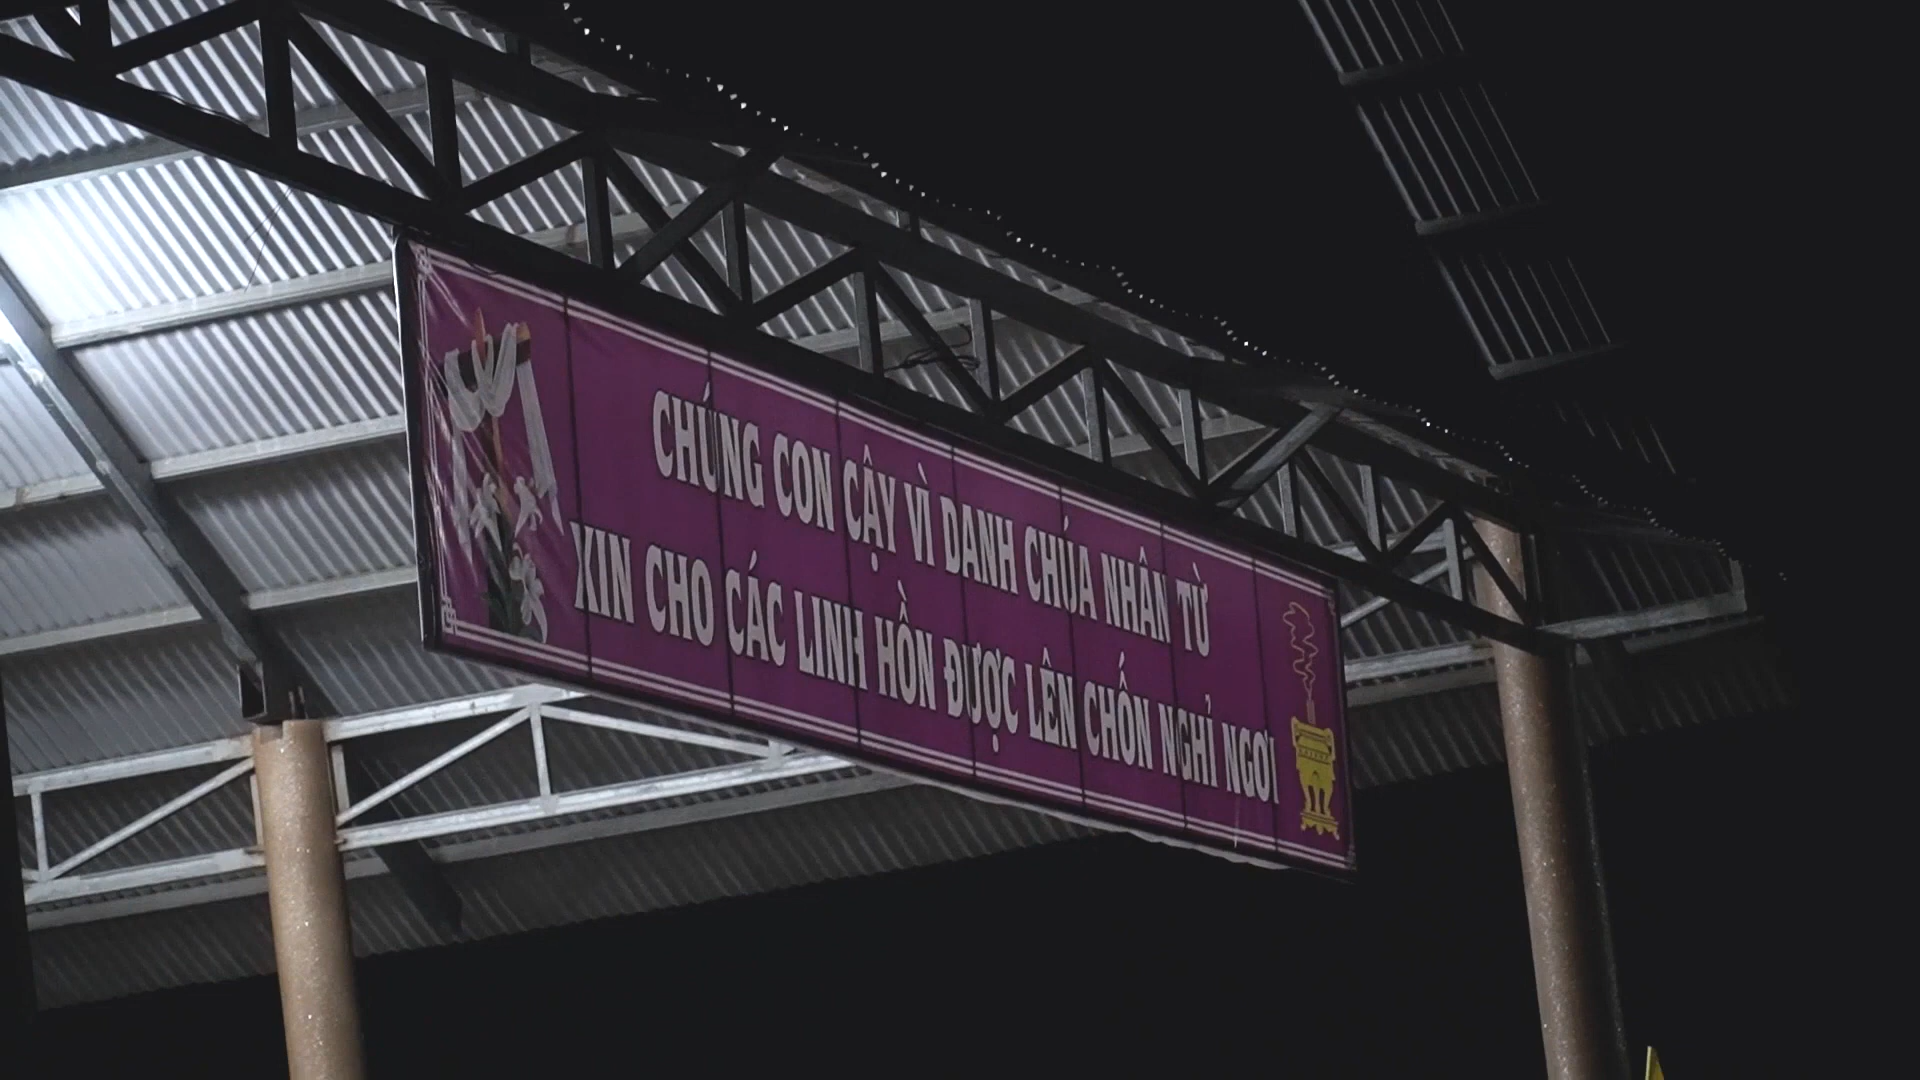 CHÚNG CON CẬY VÌ DANH CHÚA NHÂN TỪ
XIN CHO CÁC LINH HỒN ĐƯỢC LÊN CHỐN NGHỈ NGƠI